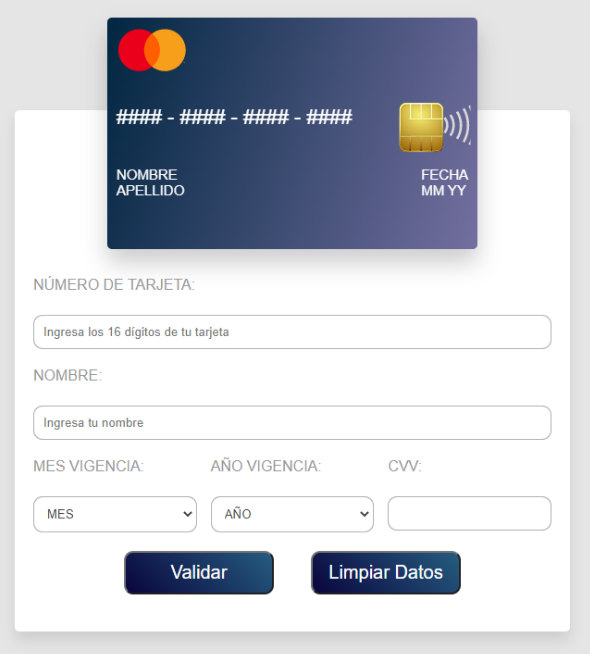 #### - #### - #### - ####
NOMBRE FECHA
APELLIDO MM YY
NÚMERO DE TARJETA:
Ingresa los 16 dígitos de tu tarjeta
NOMBRE:
Ingresa tu nombre
MES VIGENCIA: AÑO VIGENCIA: CVV:
MES AÑO
Validar Limpiar Datos